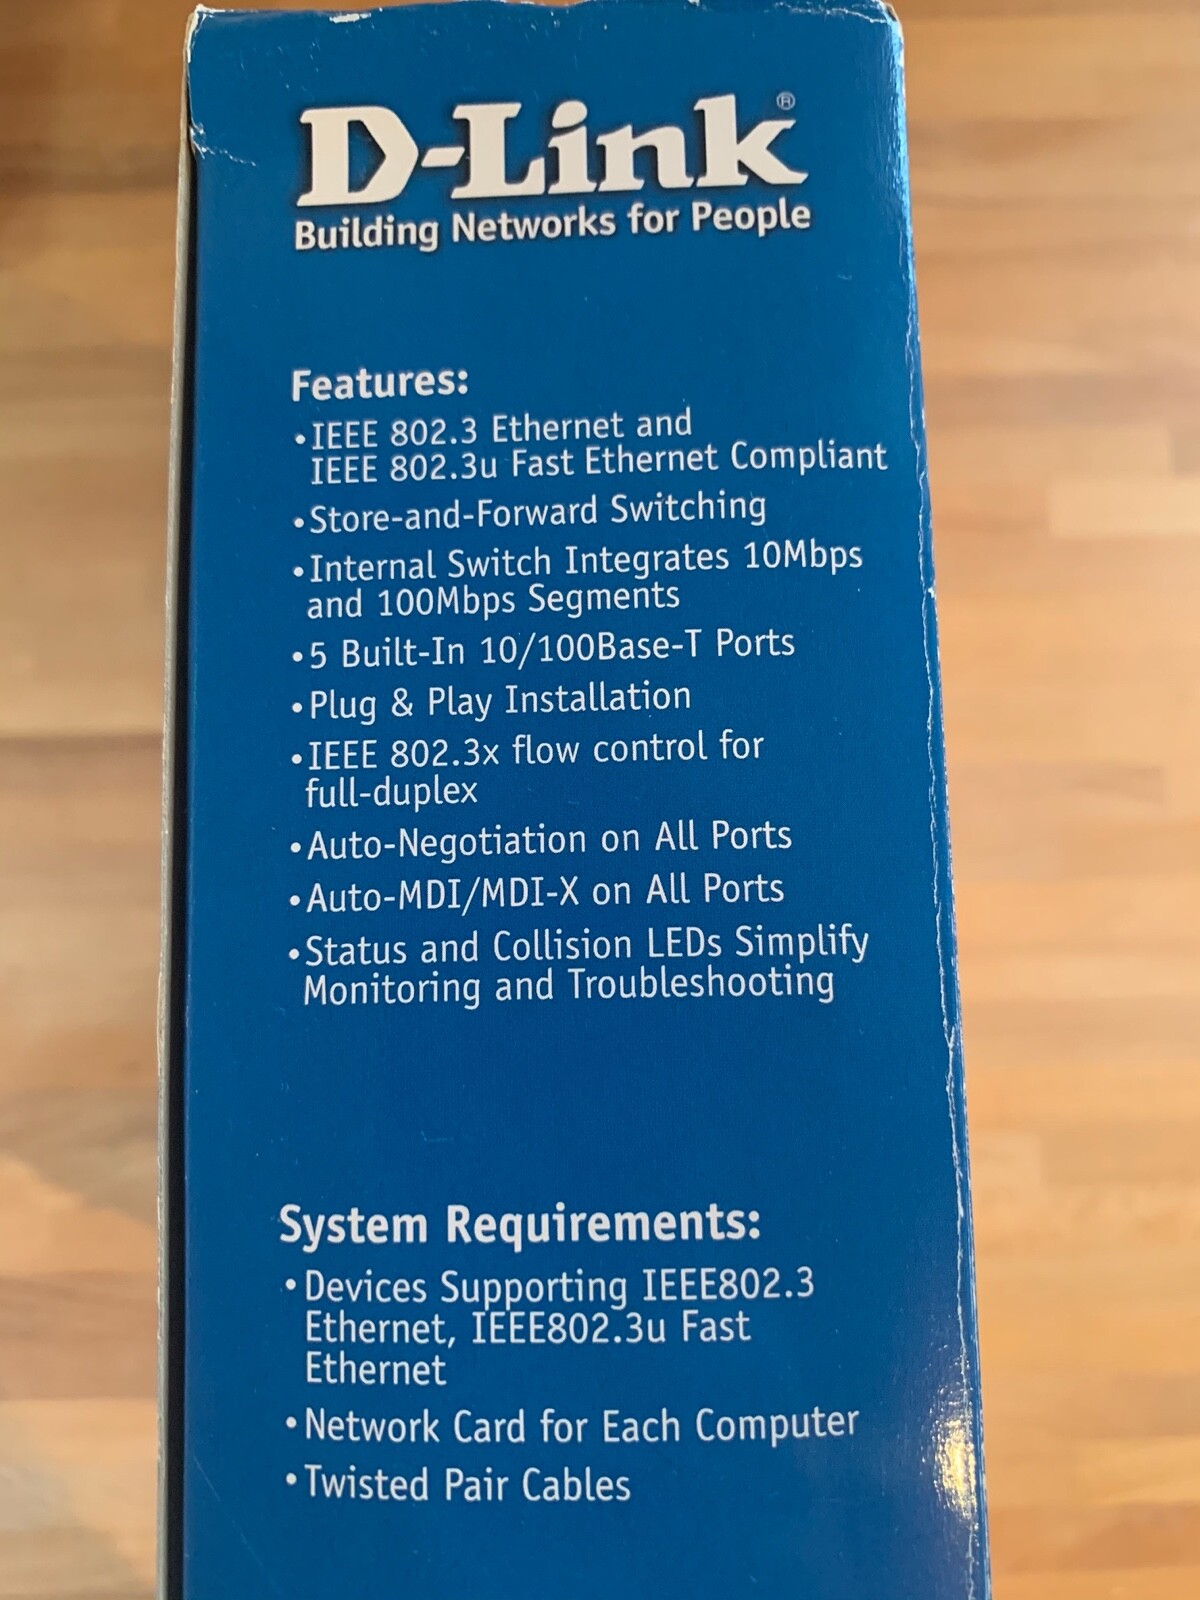 D-Link®
Building Networks for People
Features:
•IEEE 802.3 Ethernet and
IEEE 802.3u Fast Ethernet Compliant
•Store-and-Forward Switching
•Internal Switch Integrates 10Mbps
and 100Mbps Segments
•5 Built-In 10/100Base-T Ports
•Plug & Play Installation
•IEEE 802.3x flow control for
full-duplex
•Auto-Negotiation on All Ports
•Auto-MDI/MDI-X on All Ports
•Status and Collision LEDs Simplify
Monitoring and Troubleshooting
System Requirements:
•Devices Supporting IEEE802.3
Ethernet, IEEE802.3u Fast
Ethernet
•Network Card for Each Computer
•Twisted Pair Cables